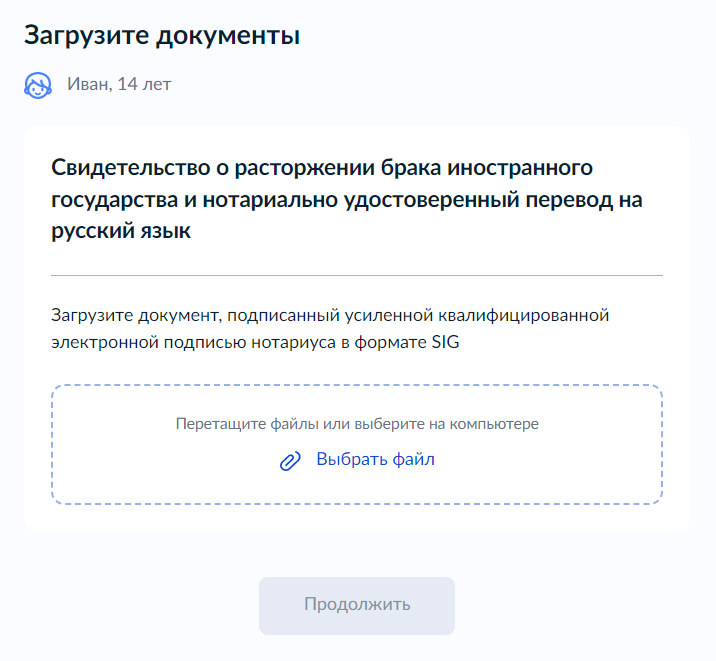 Загрузите документы
Иван, 14 лет
Свидетельство о расторжении брака иностранного
государства и нотариально удостоверенный перевод на
русский язык
Загрузите документ, подписанный усиленной квалифицированной
электронной подписью нотариуса в формате SIG
Перетащите файлы или выберите на компьютере
Выбрать файл
Продолжить